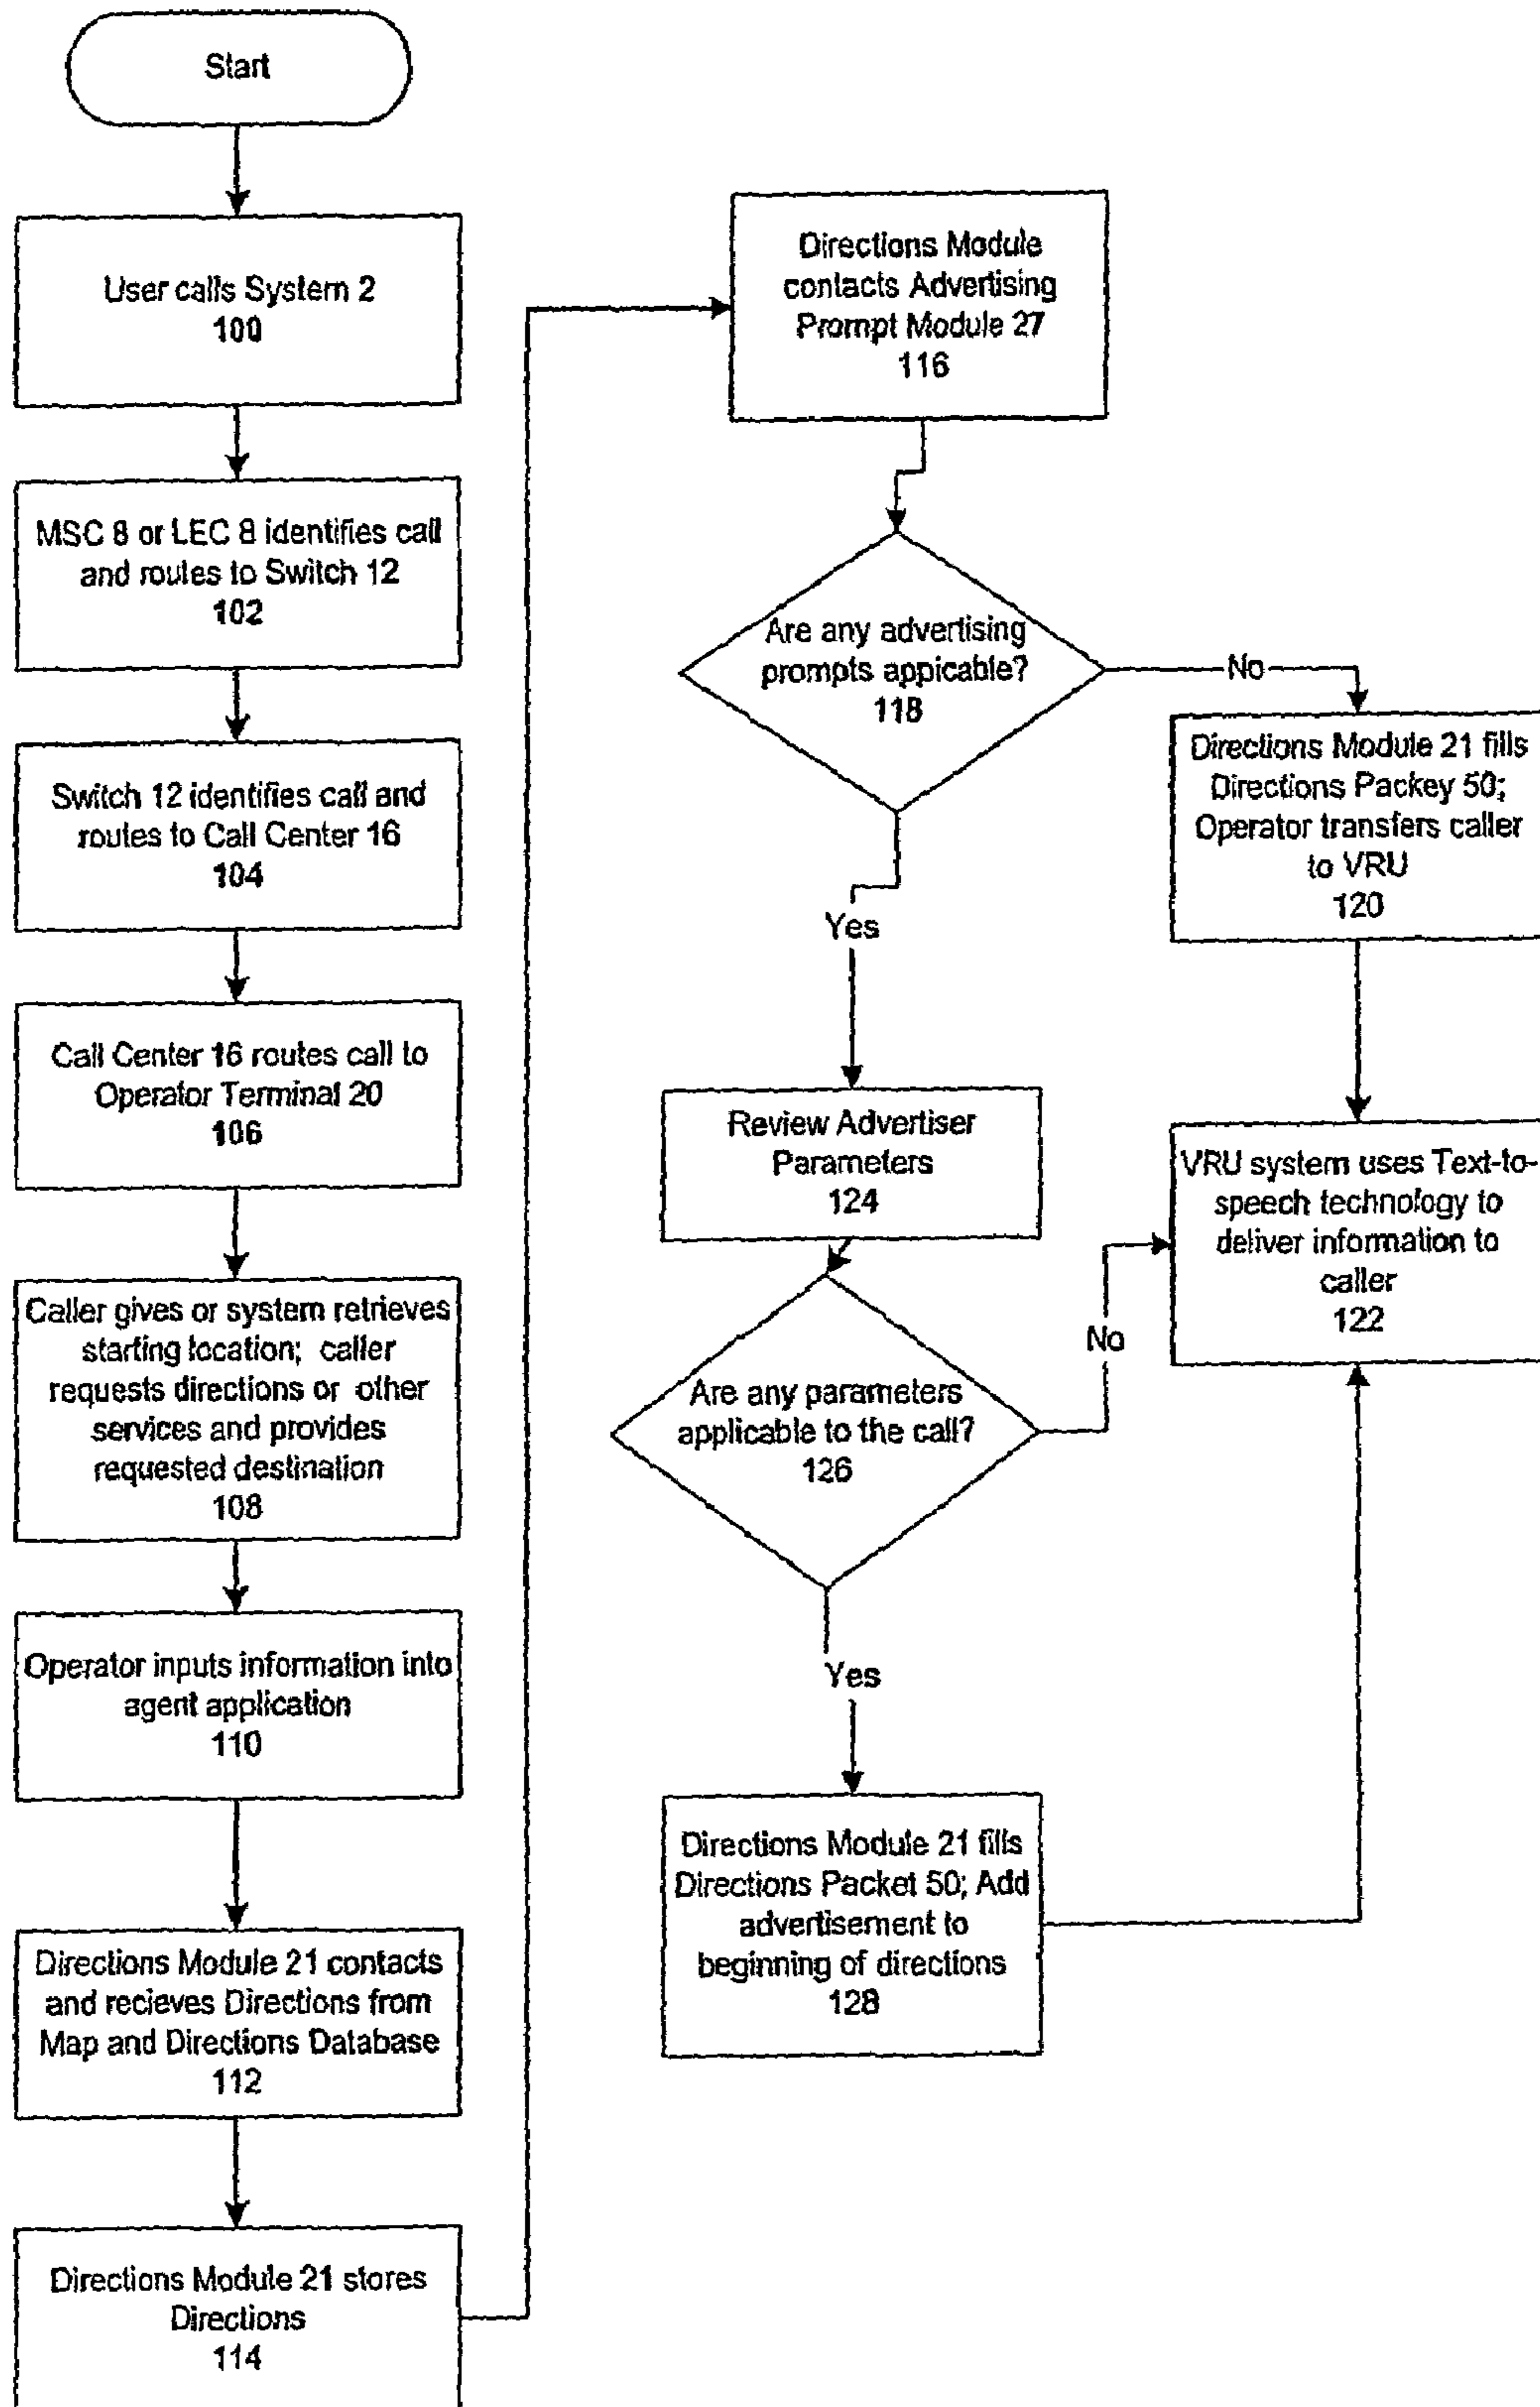 Start
User calls System 2
100
MSC 8 or LEC 8 identifies call
and routes to Switch 12
102
Switch 12 identifies call and
routes to Call Center 16
104
Call Center 16 routes call to
Operator Terminal 20
106
Caller gives or system retrieves
starting location; caller
requests directions or other
services and provides
requested destination
108
Operator inputs information into
agent application
110
Directions Module 21 contacts
and recieves Directions from
Map and Directions Database
112
Directions Module 21 stores
Directions
114
Directions Module
contacts Advertising
Prompt Module 27
116
Are any advertising
prompts appicable?
118
No
Yes
Directions Module 21 fills
Directions Packey 50;
Operator transfers caller
to VRU
120
Review Advertiser
Parameters
124
VRU system uses Text-to-
speech technology to
deliver information to
caller
122
Are any parameters
applicable to the call?
126
No
Yes
Directions Module 21 fills
Directions Packet 50; Add
advertisement to
beginning of directions
128